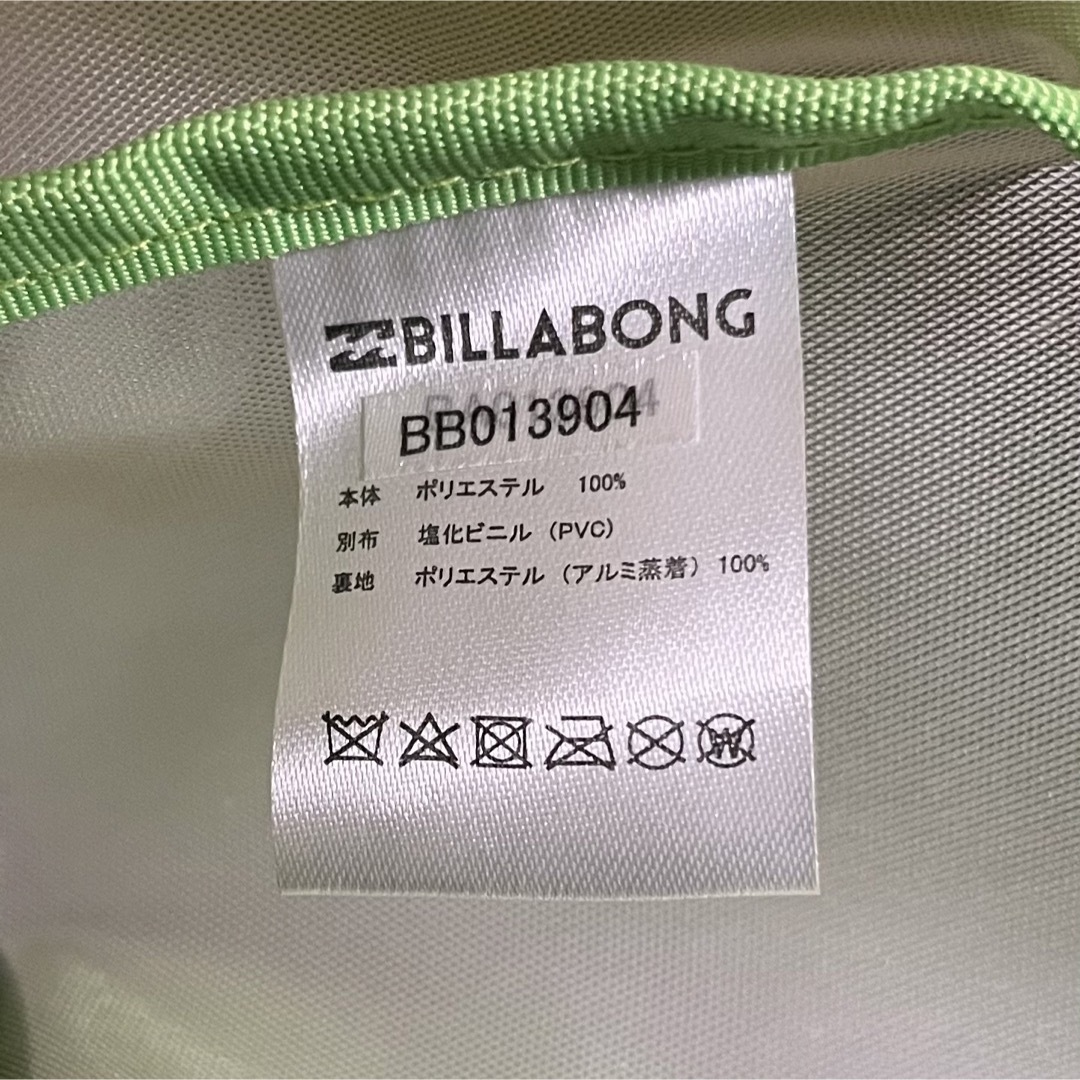 BILLABONG
BB013904
本体 ポリエステル 100%
別布 塩化ビニル (PVC)
裏地 ポリエステル (アルミ蒸着) 100%